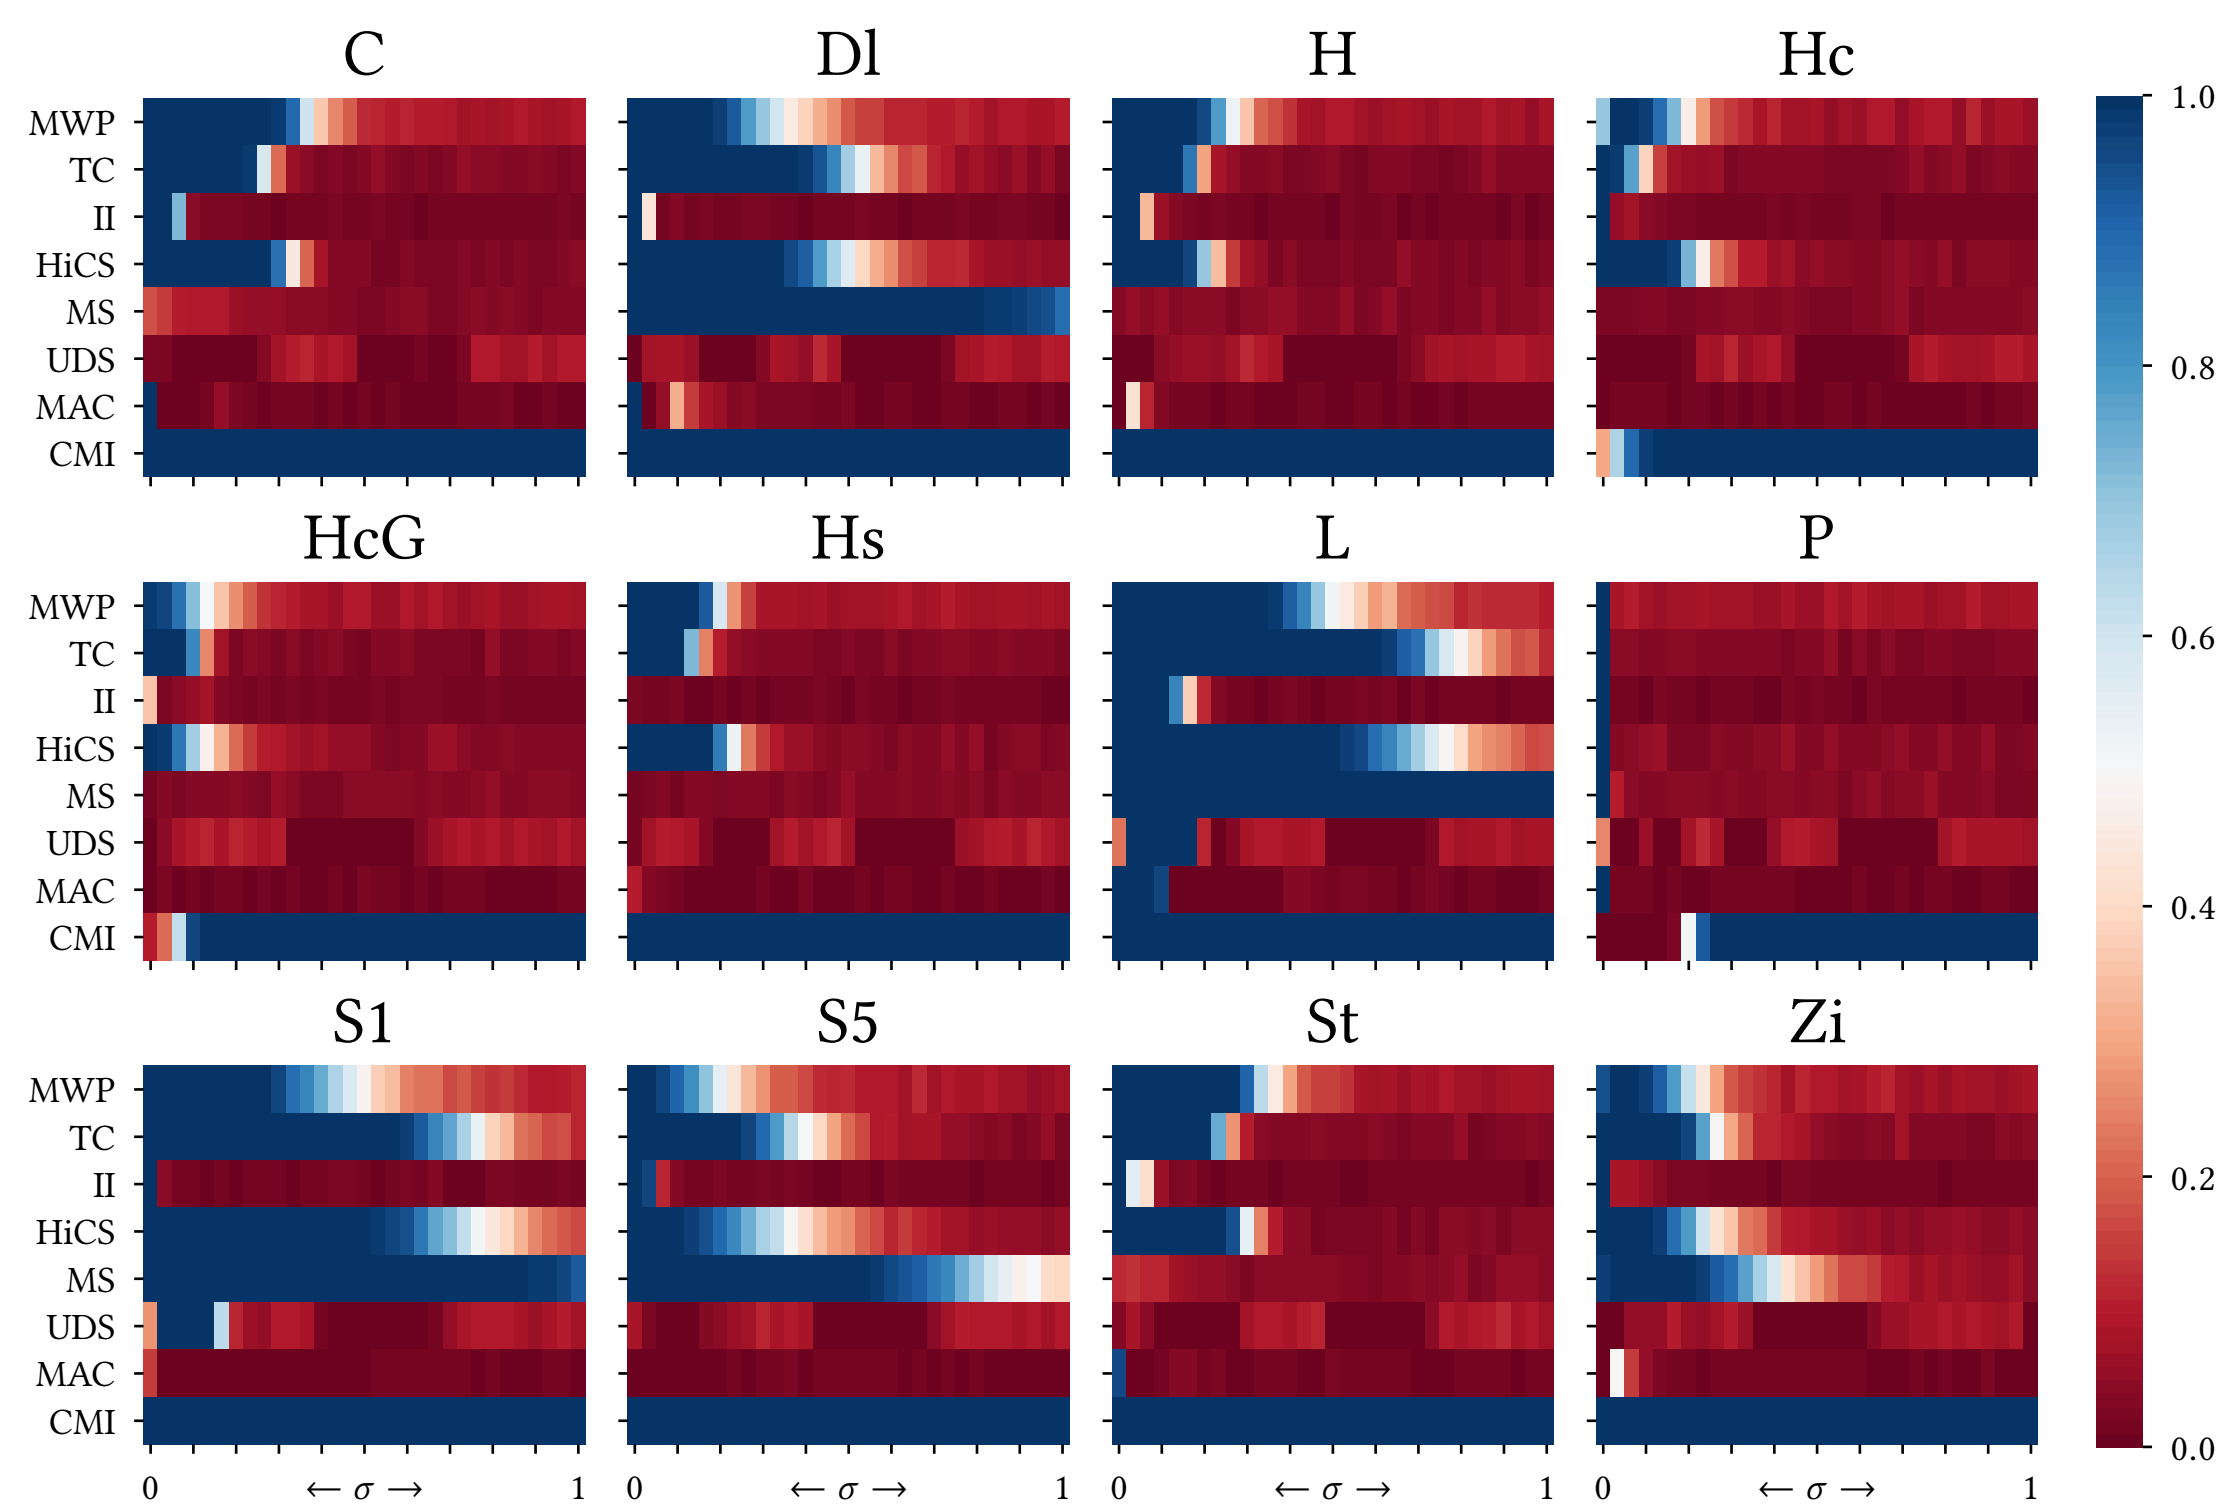 C Dl H Hc
MWP
TC
II
HiCS
MS
UDS
MAC
CMI
HcG Hs L P
MWP
TC
II
HiCS
MS
UDS
MAC
CMI
S1 S5 St Zi
MWP
TC
II
HiCS
MS
UDS
MAC
CMI
0 ← σ → 1 0 ← σ → 1 0 ← σ → 1 0 ← σ → 1
1.0
0.8
0.6
0.4
0.2
0.0